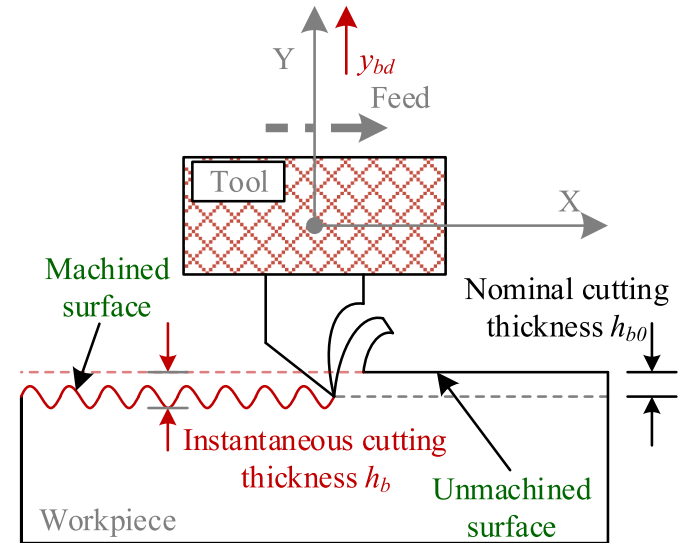 Y
y_bd
Feed
Tool
X
Machined
surface
Nominal cutting
thickness h_b0
Instantaneous cutting
thickness h_b
Unmachined
surface
Workpiece